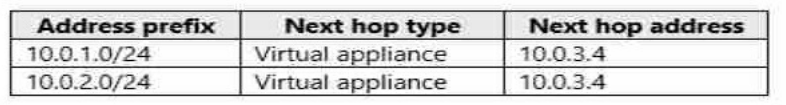 Address prefix Next hop type Next hop address
10.0.1.0/24 Virtual appliance 10.0.3.4
10.0.2.0/24 Virtual appliance 10.0.3.4